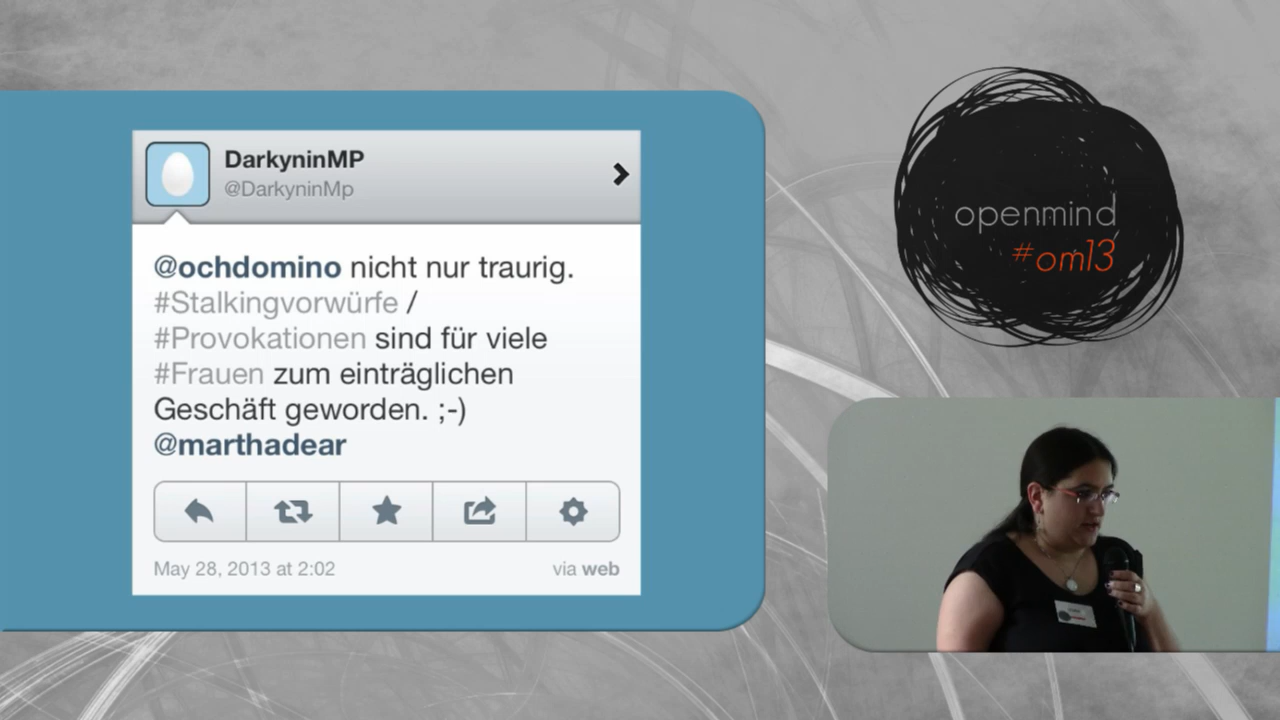 DarkyninMP
@DarkyninMp
@ochdomino nicht nur traurig.
#Stalkingvorwürfe /
#Provokationen sind für viele
#Frauen zum einträglichen
Geschäft geworden. ;-)
@marthadear
May 28, 2013 at 2:02
via web
openmind
#om13